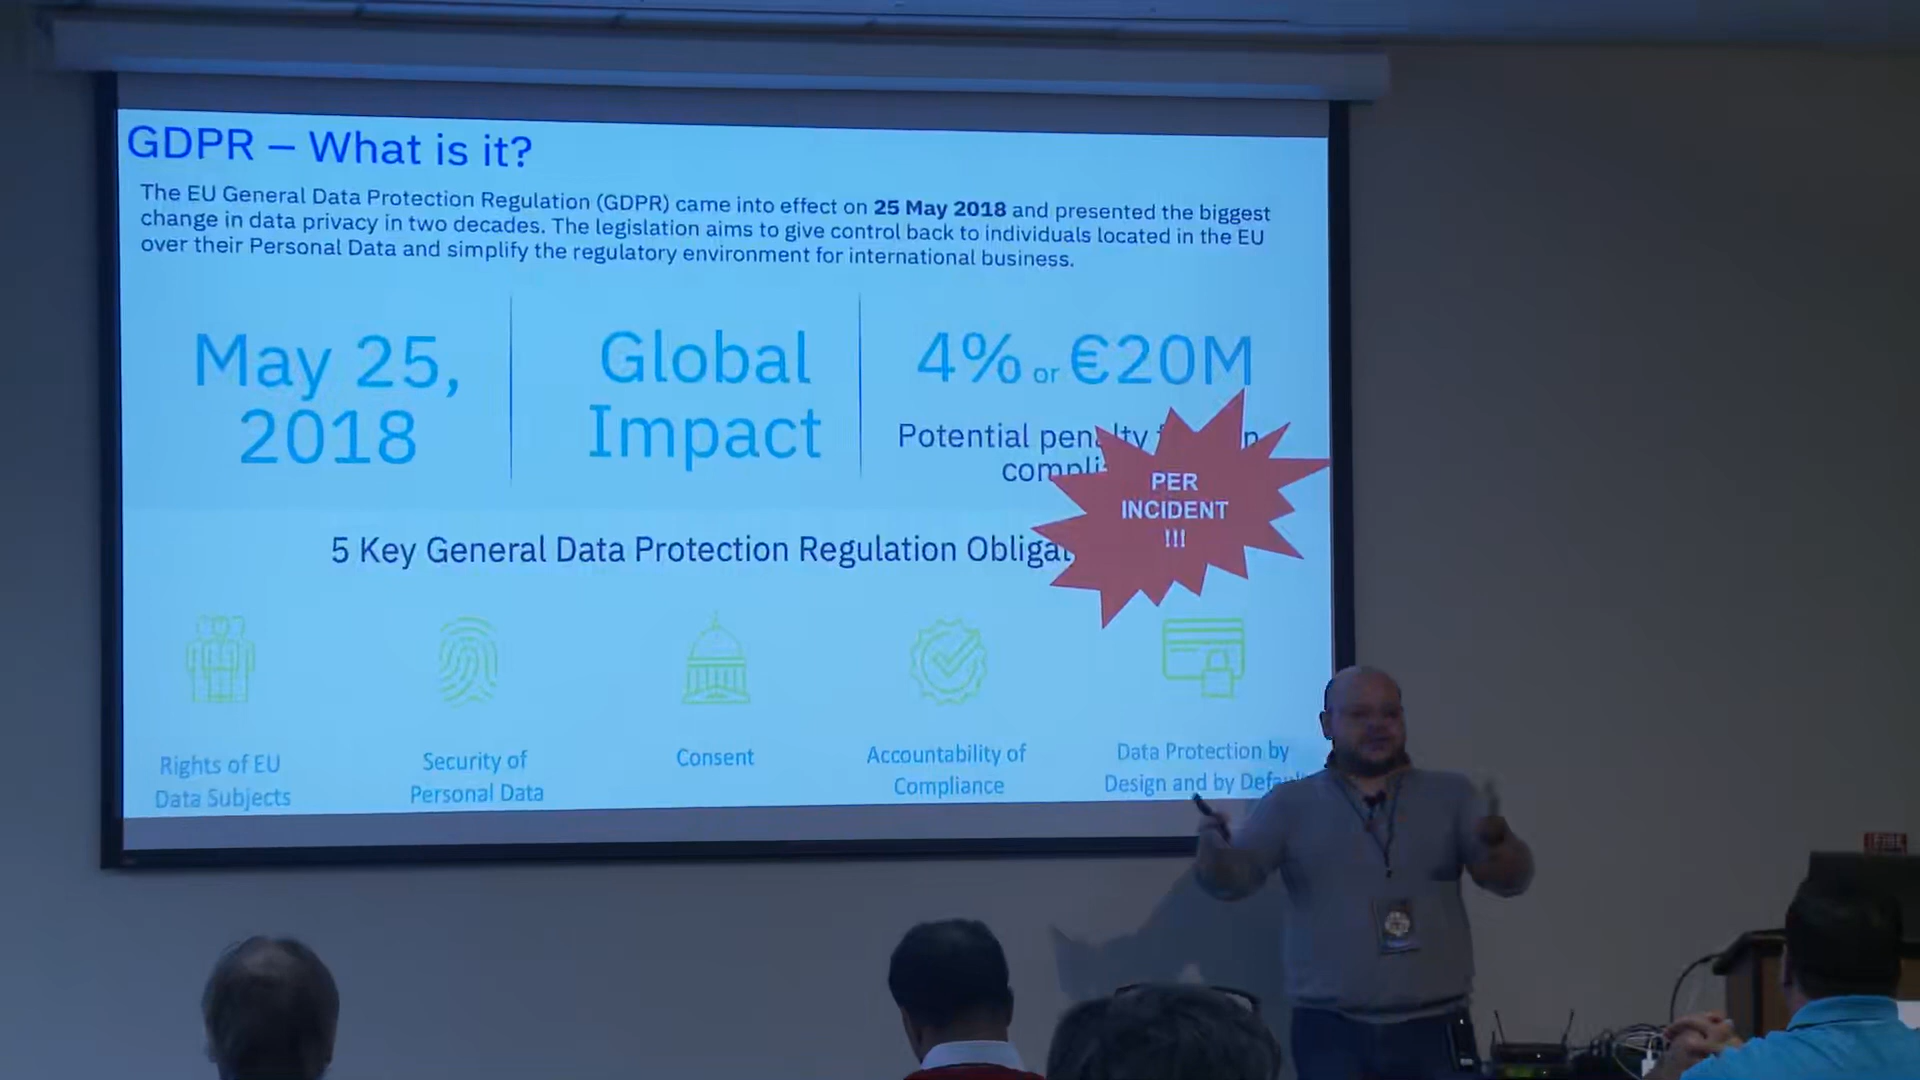 GDPR – What is it?
The EU General Data Protection Regulation (GDPR) came into effect on 25 May 2018 and presented the biggest
change in data privacy in two decades. The legislation aims to give control back to individuals located in the EU
over their Personal Data and simplify the regulatory environment for international business.
May 25,
2018
Global
Impact
4% or €20M
Potential penalty
compli
PER
INCIDENT
!!!
5 Key General Data Protection Regulation Obligat
Rights of EU
Data Subjects
Security of
Personal Data
Consent
Accountability of
Compliance
Data Protection by
Design and by Defau